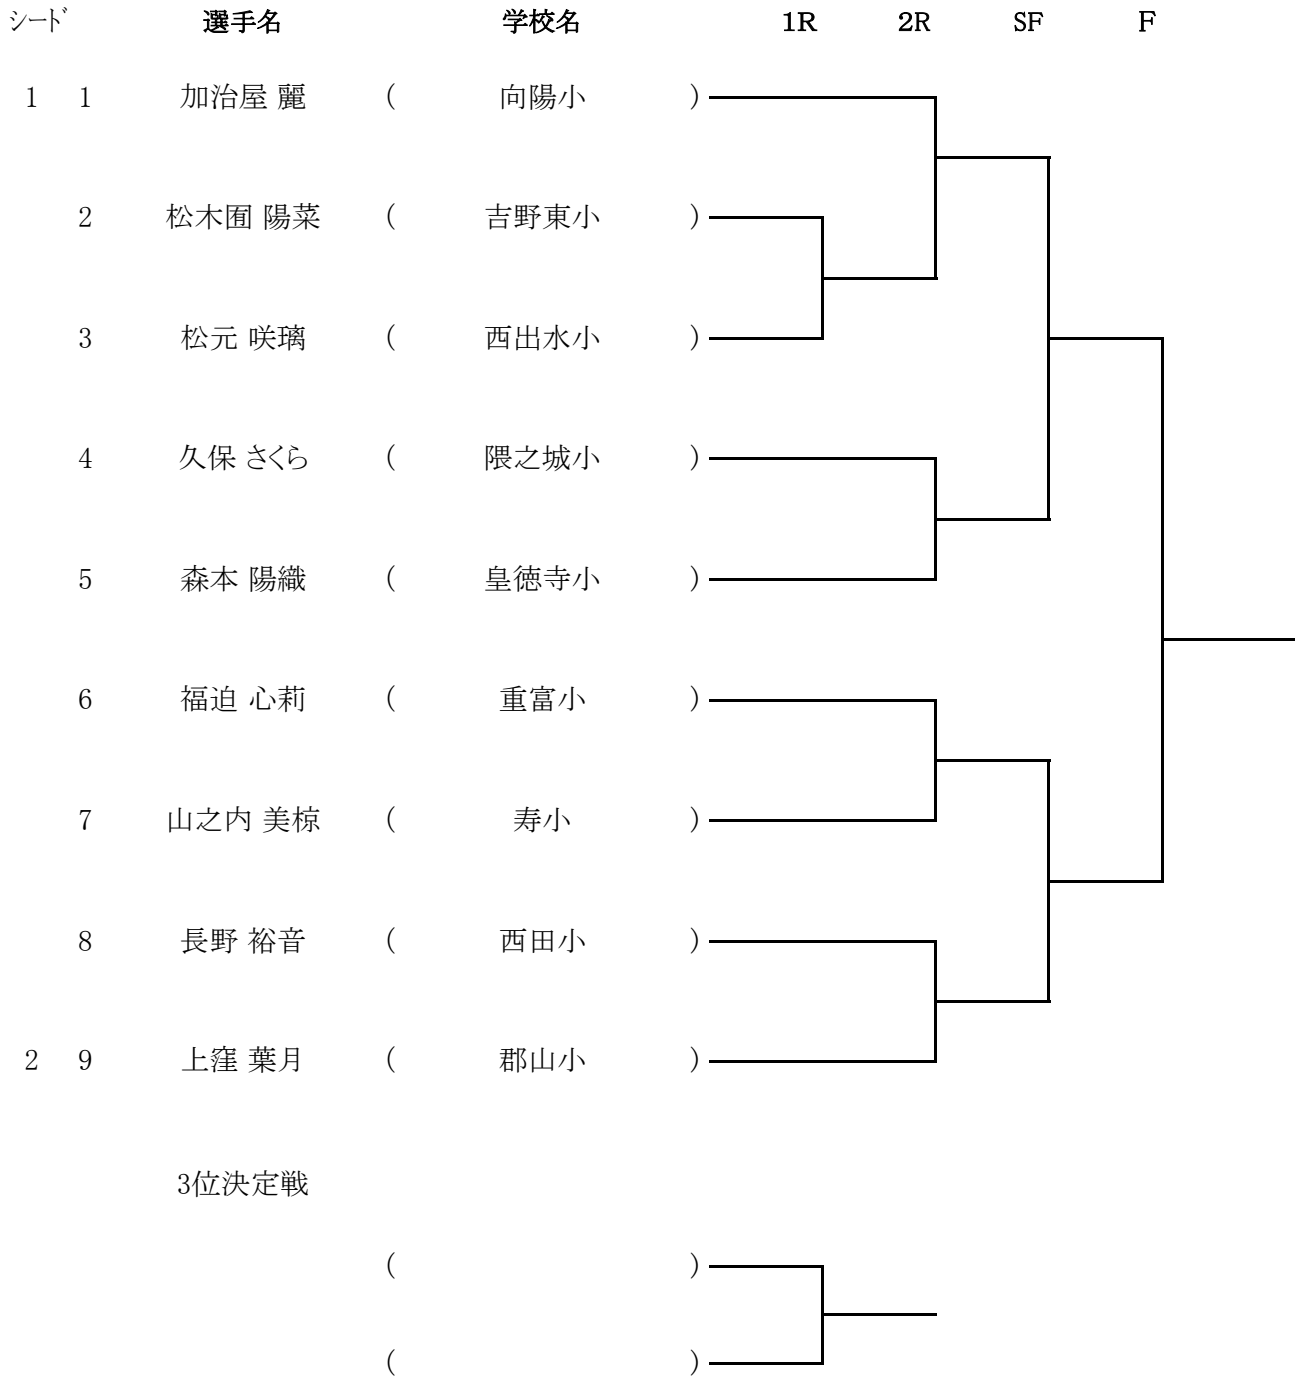 シード 選手名 学校名 1R 2R SF F
1 1 加治屋 麗 ( 向陽小 )
2 松木囿 陽菜 ( 吉野東小 )
3 松元 咲璃 ( 西出水小 )
4 久保 さくら ( 隈之城小 )
5 森本 陽織 ( 皇徳寺小 )
6 福迫 心莉 ( 重富小 )
7 山之内 美椋 ( 寿小 )
8 長野 裕音 ( 西田小 )
2 9 上窪 葉月 ( 郡山小 )
3位決定戦
( )
( )